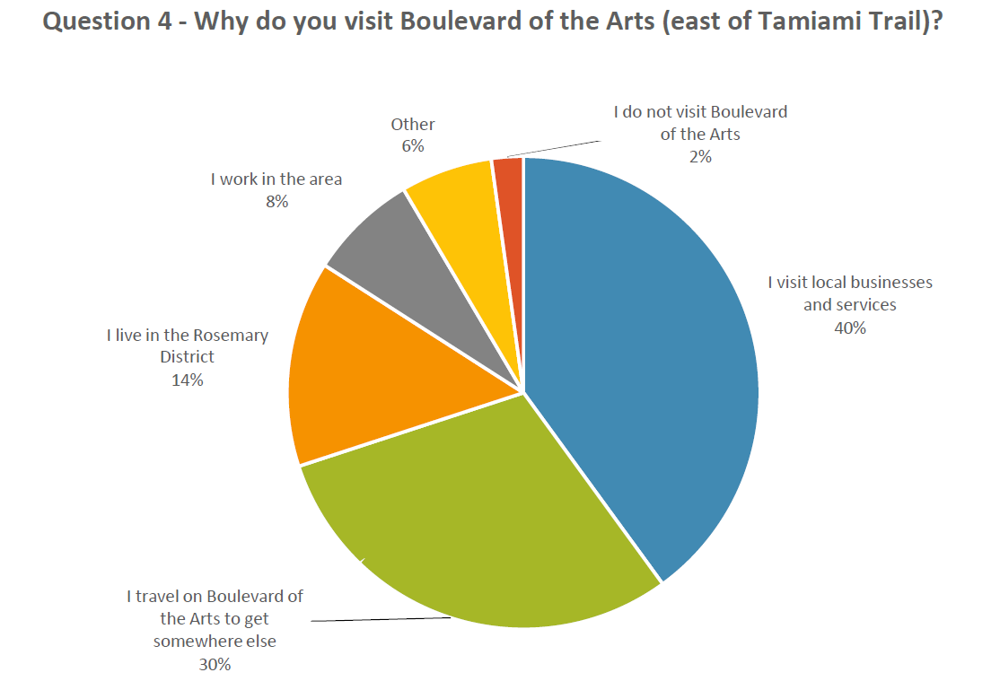 Question 4 - Why do you visit Boulevard of the Arts (east of Tamiami Trail)?
I do not visit Boulevard
of the Arts
2%
Other
6%
I work in the area
8%
I visit local businesses
and services
40%
I live in the Rosemary
District
14%
I travel on Boulevard of
the Arts to get
somewhere else
30%